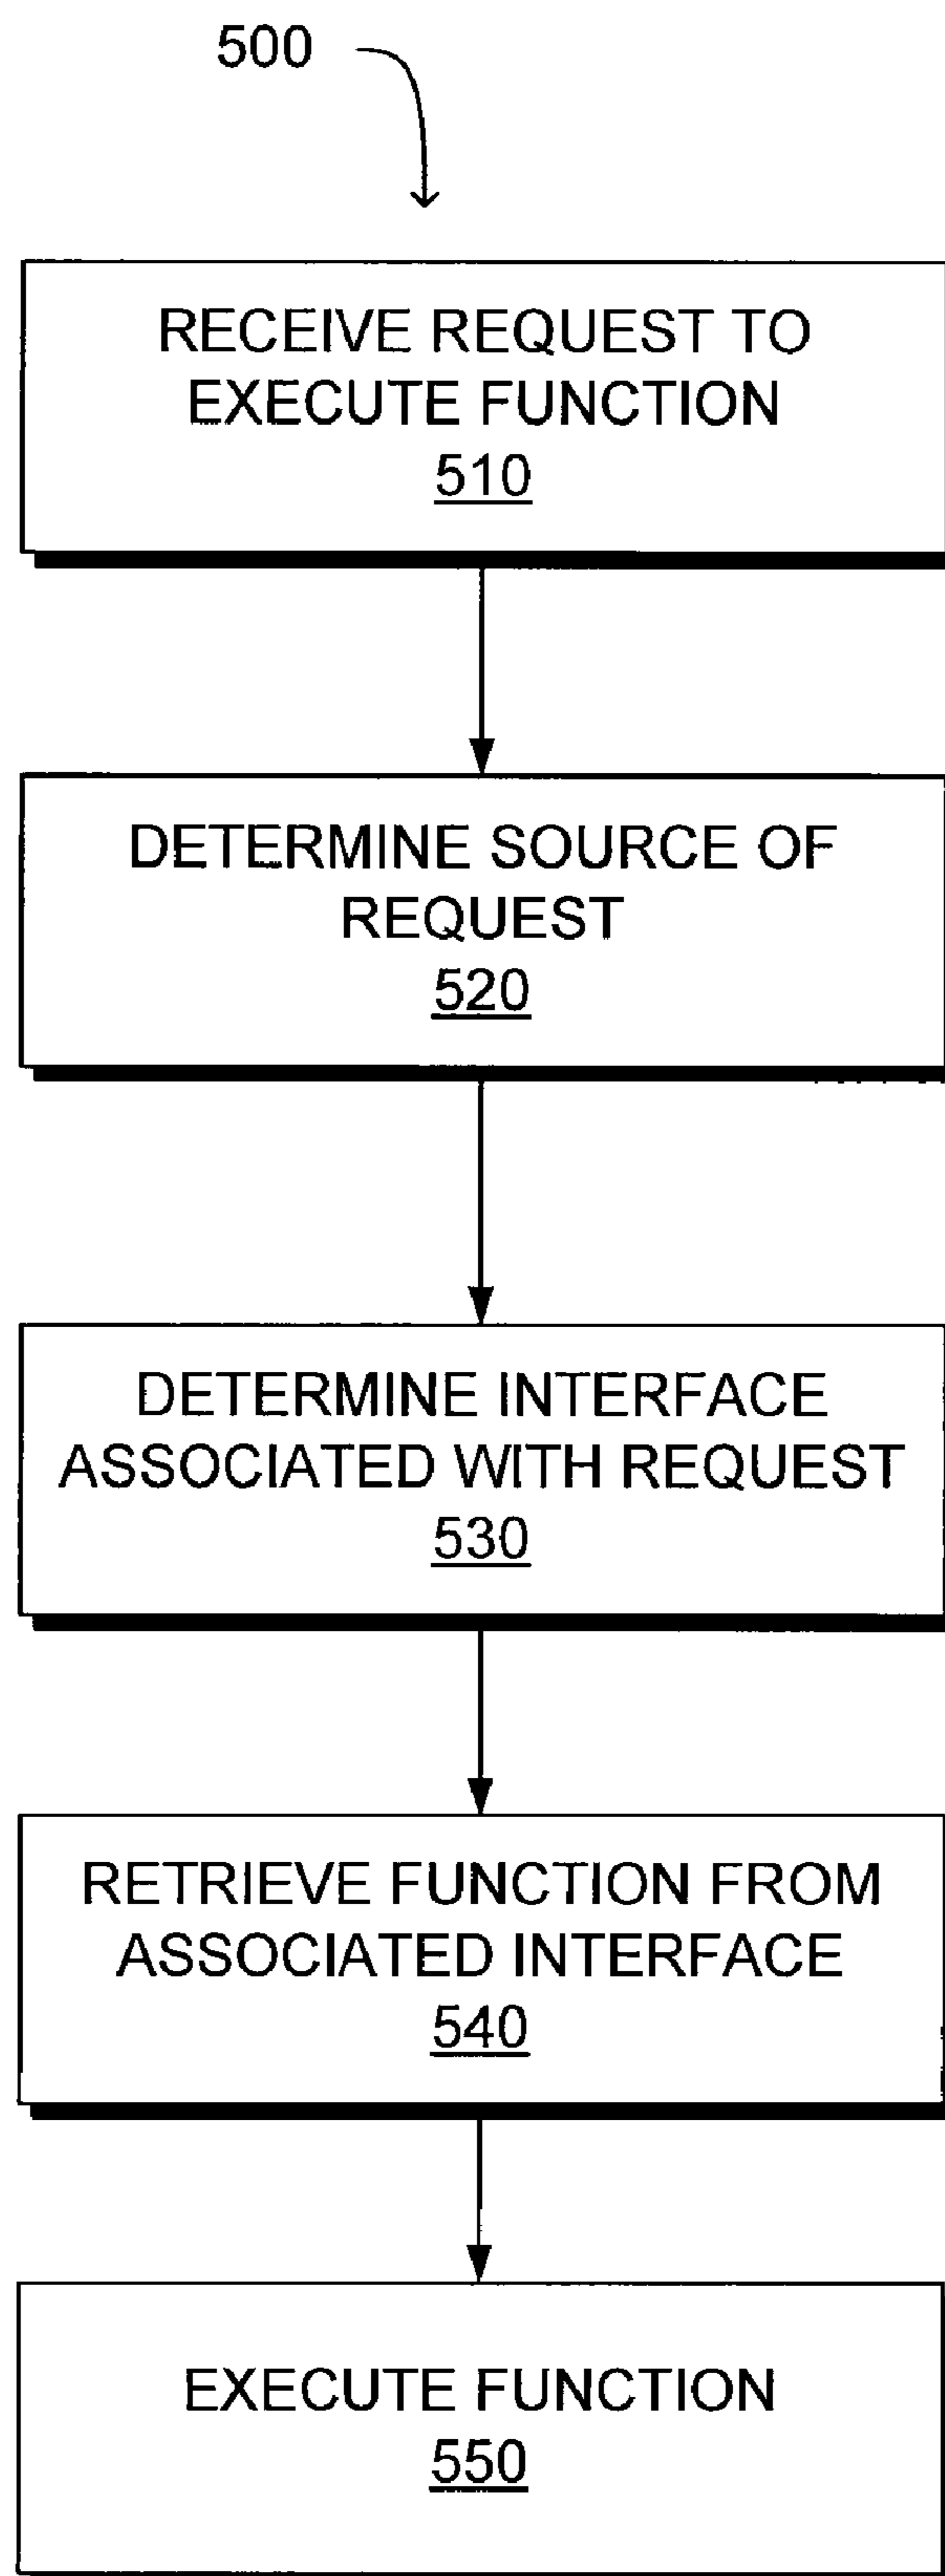 500
RECEIVE REQUEST TO
EXECUTE FUNCTION
510
DETERMINE SOURCE OF
REQUEST
520
DETERMINE INTERFACE
ASSOCIATED WITH REQUEST
530
RETRIEVE FUNCTION FROM
ASSOCIATED INTERFACE
540
EXECUTE FUNCTION
550